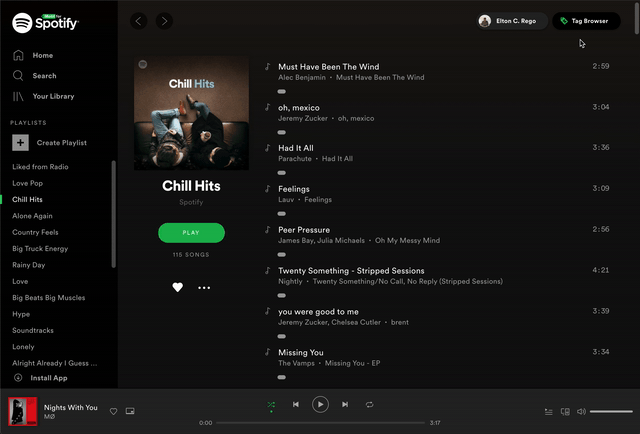 Spotify
Home
Search
Your Library
PLAYLISTS
Create Playlist
Liked from Radio
Love Pop
Chill Hits
Alone Again
Country Feels
Big Truck Energy
Rainy Day
Love
Big Beats Big Muscles
Hype
Soundtracks
Lonely
Alright Already I Guess ...
Install App
Elton C. Rego
Tag Browser
Chill Hits
Chill Hits
Spotify
PLAY
115 SONGS
Must Have Been The Wind 2:59
Alec Benjamin • Must Have Been The Wind
oh, mexico 3:04
Jeremy Zucker • oh, mexico
Had It All 3:36
Parachute • Had It All
Feelings 3:09
Lauv • Feelings
Peer Pressure 2:56
James Bay, Julia Michaels • Oh My Messy Mind
Twenty Something - Stripped Sessions 4:21
Nightly • Twenty Something/No Call, No Reply (Stripped Sessions)
you were good to me 3:39
Jeremy Zucker, Chelsea Cutler • brent
Missing You 3:34
The Vamps • Missing You - EP
Nights With You
MØ
0:00
3:17